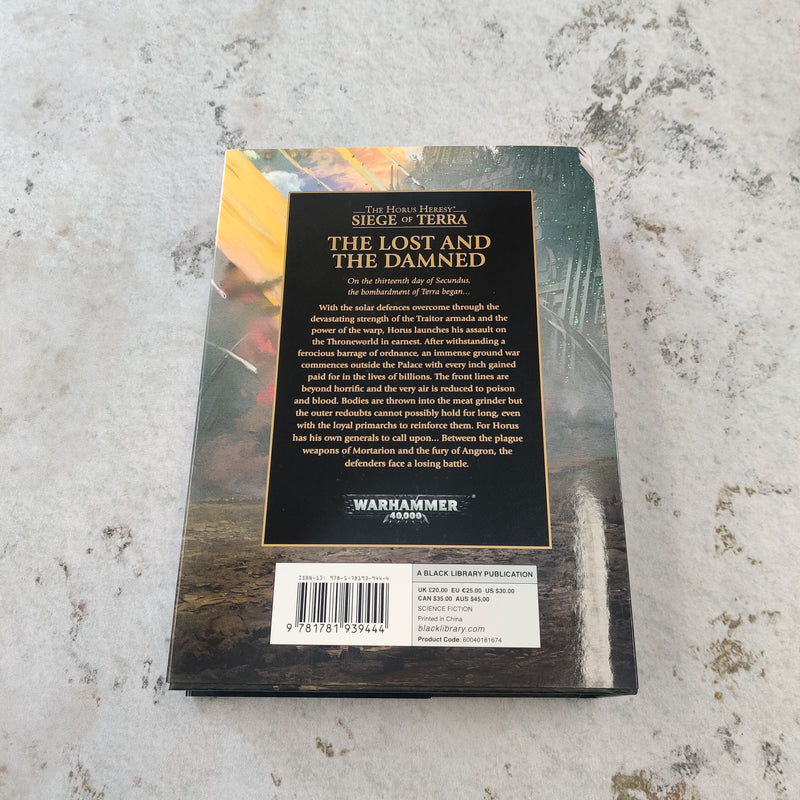 THE HORUS HERESY®
SIEGE OF TERRA
THE LOST AND
THE DAMNED
On the thirteenth day of Secundus,
the bombardment of Terra began...
With the solar defences overcome through the
devastating strength of the Traitor armada and the
power of the warp, Horus launches his assault on
the Throneworld in earnest. After withstanding a
ferocious barrage of ordnance, an immense ground war
commences outside the Palace with every inch gained
paid for in the lives of billions. The front lines are
beyond horrific and the very air is reduced to poison
and blood. Bodies are thrown into the meat grinder but
the outer redoubts cannot possibly hold for long, even
with the loyal primarchs to reinforce them. For Horus
has his own generals to call upon... Between the plague
weapons of Mortarion and the fury of Angron, the
defenders face a losing battle.
WARHAMMER
40,000
ISBN-13: 978-1-78193-944-4
9 781781 939444
A BLACK LIBRARY PUBLICATION
UK £20.00 EU €25.00 US $30.00
CAN $35.00 AUS $45.00
SCIENCE FICTION
Printed in China
blacklibrary.com
Product Code: 60040181674